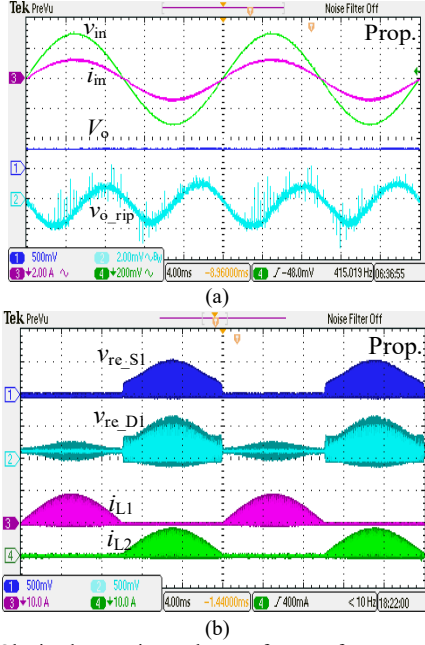 Tek PreVu Noise Filter Off
Prop.
v_in
i_in
3
V_o
1
2
v_o_rip
1 500mV 2 2.00mV∿B_W
3 2.00 A ∿ 4 200mV ∿ 4.00ms -8.96000ms 4 ∫ -48.0mV 415.019 Hz 06:36:55
(a)
Tek PreVu Noise Filter Off
Prop.
v_re_S1
1
v_re_D1
2
i_L1
3
i_L2
4
1 500mV 2 500mV
3 10.0 A 4 10.0 A 4.00ms -1.44000ms 4 ∫ 400mA < 10 Hz 18:22:00
(b)